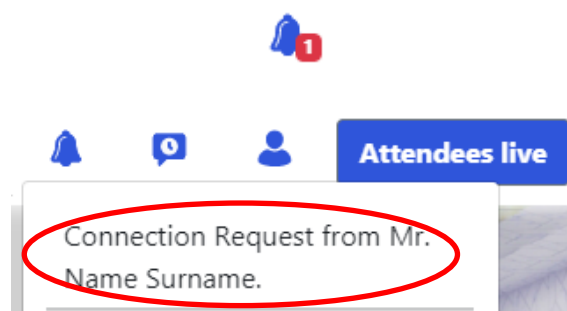 1
Attendees live
Connection Request from Mr.
Name Surname.